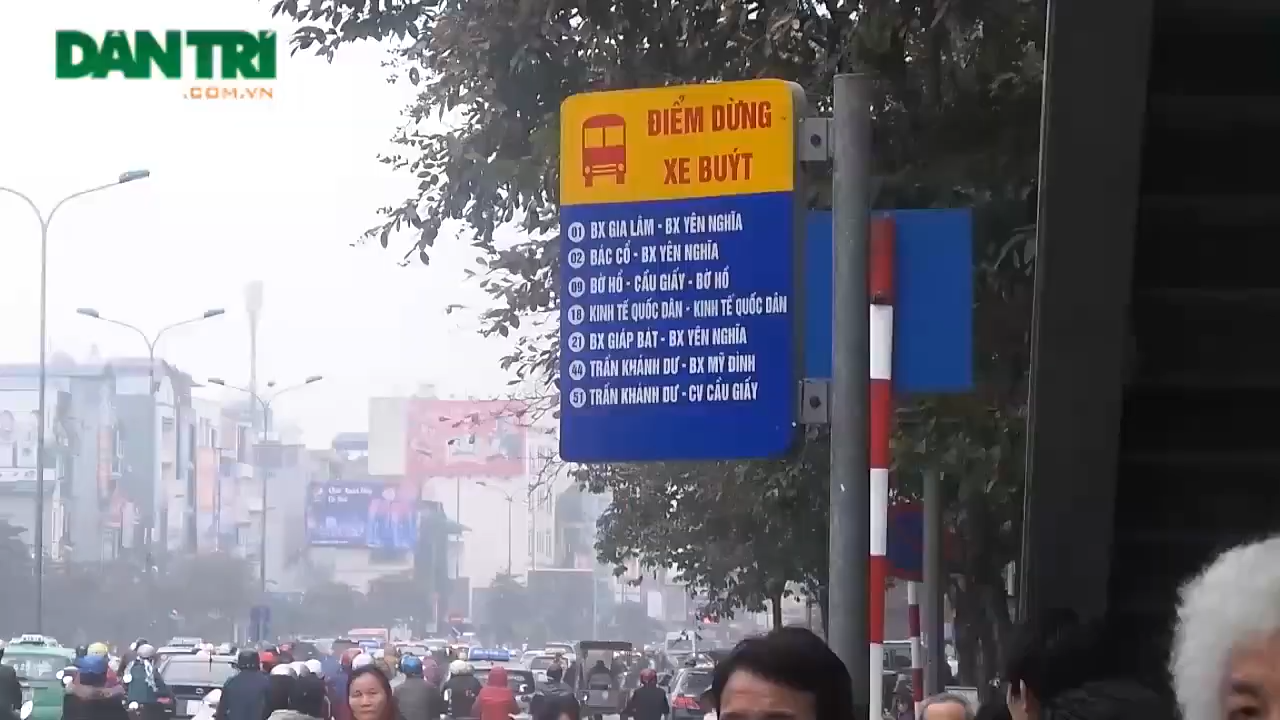 DÂN TRÍ
.COM.VN
ĐIỂM DỪNG
XE BUÝT
01 BX GIA LÂM - BX YÊN NGHĨA
02 BÁC CỔ - BX YÊN NGHĨA
09 BỜ HỒ - CẦU GIẤY - BỜ HỒ
18 KINH TẾ QUỐC DÂN - KINH TẾ QUỐC DÂN
21 BX GIÁP BÁT - BX YÊN NGHĨA
44 TRẦN KHÁNH DƯ - BX MỸ ĐÌNH
51 TRẦN KHÁNH DƯ - CV CẦU GIẤY